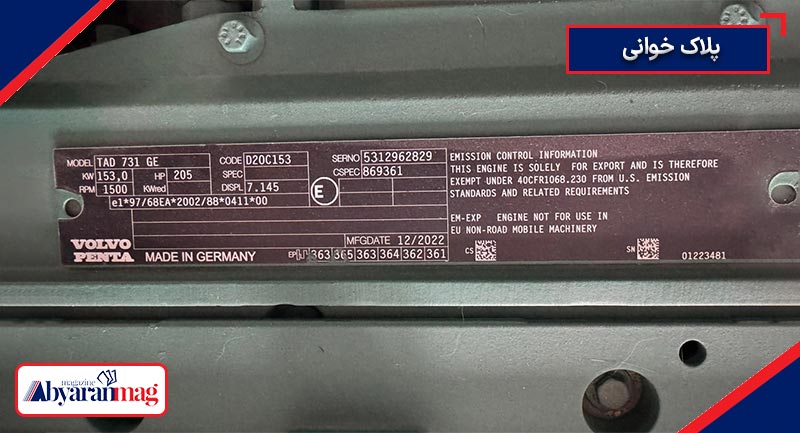 پلاک خوانی
MODEL TAD 731 GE CODE D20C153 SERNO 5312962829
KW 153,0 HP 205 SPEC CSPEC 869361
RPM 1500 KWred DISPL 7.145
e1*97/68EA*2002/88*0411*00
E
MFGDATE 12/2022
VOLVO
PENTA
MADE IN GERMANY
363 365 363 364 362 361
EMISSION CONTROL INFORMATION
THIS ENGINE IS SOLELY FOR EXPORT AND IS THEREFORE
EXEMPT UNDER 40CFR1068.230 FROM U.S. EMISSION
STANDARDS AND RELATED REQUIREMENTS
EM-EXP ENGINE NOT FOR USE IN
EU NON-ROAD MOBILE MACHINERY
CS SN 01223481
magazine
Abyaranmag